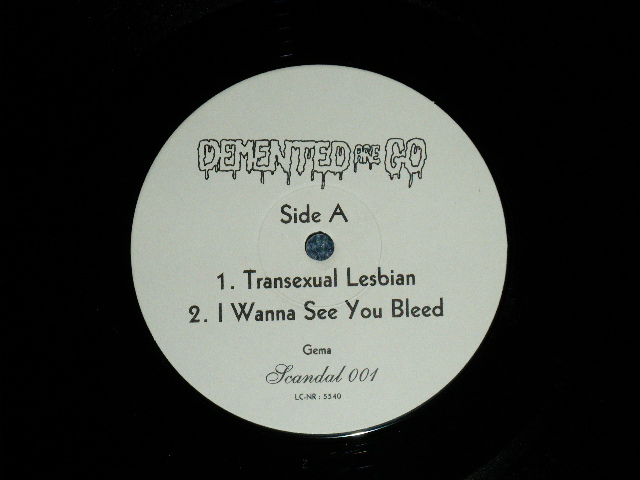 DEMENTED ARE GO
Side A
1. Transexual Lesbian
2. I Wanna See You Bleed
Gema
Scandal 001
LC-NR: 5540